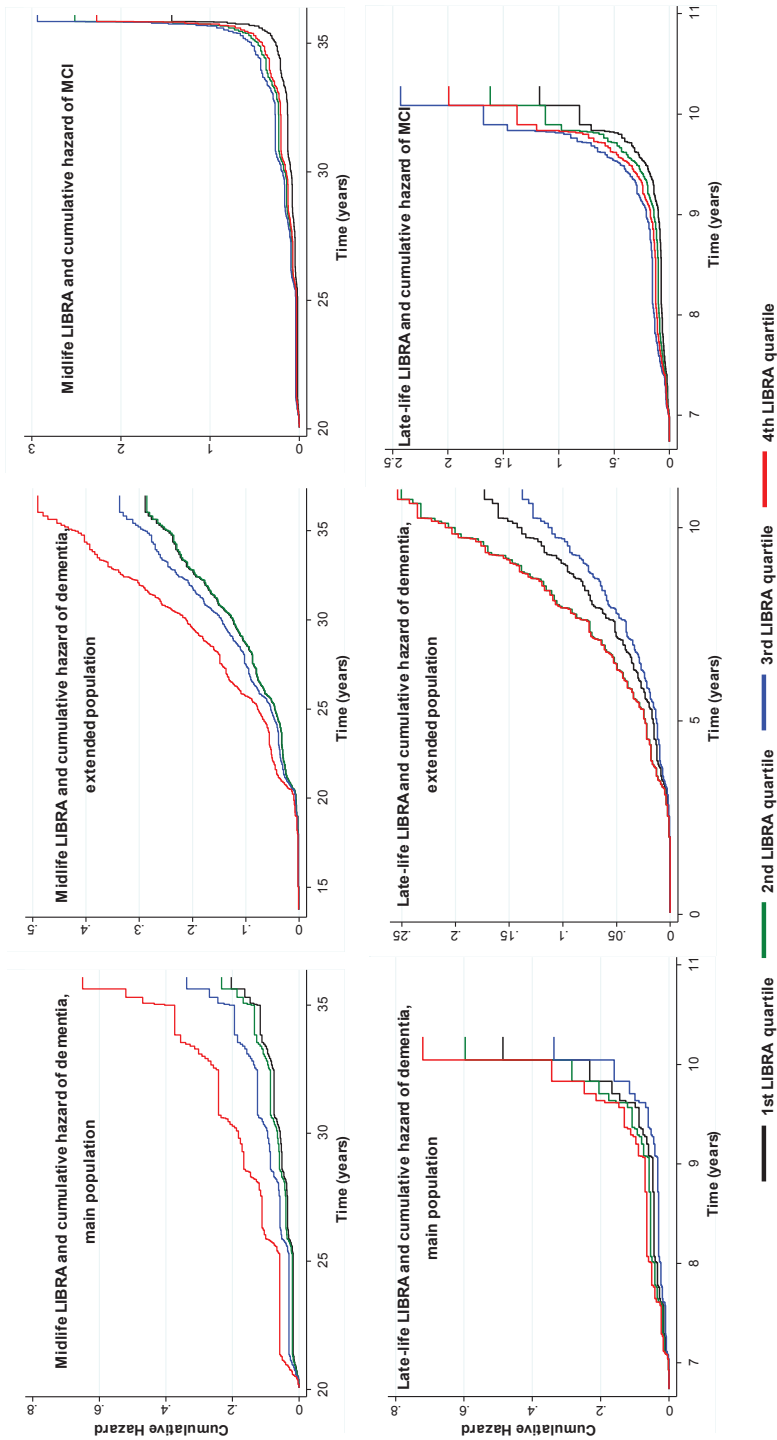 Midlife LIBRA and cumulative hazard of dementia,
main population
Cumulative Hazard
.8
.6
.4
.2
0
20
25
30
35
Time (years)
Midlife LIBRA and cumulative hazard of dementia,
extended population
.5
.4
.3
.2
.1
0
15
20
25
30
35
Time (years)
Midlife LIBRA and cumulative hazard of MCI
3
2
1
0
20
25
30
35
Time (years)
Late-life LIBRA and cumulative hazard of dementia,
main population
Cumulative Hazard
.8
.6
.4
.2
0
7
8
9
10
11
Time (years)
Late-life LIBRA and cumulative hazard of dementia,
extended population
.25
.2
.15
.1
.05
0
0
5
10
Time (years)
Late-life LIBRA and cumulative hazard of MCI
2.5
2
1.5
1
.5
0
7
8
9
10
11
Time (years)
1st LIBRA quartile
2nd LIBRA quartile
3rd LIBRA quartile
4th LIBRA quartile